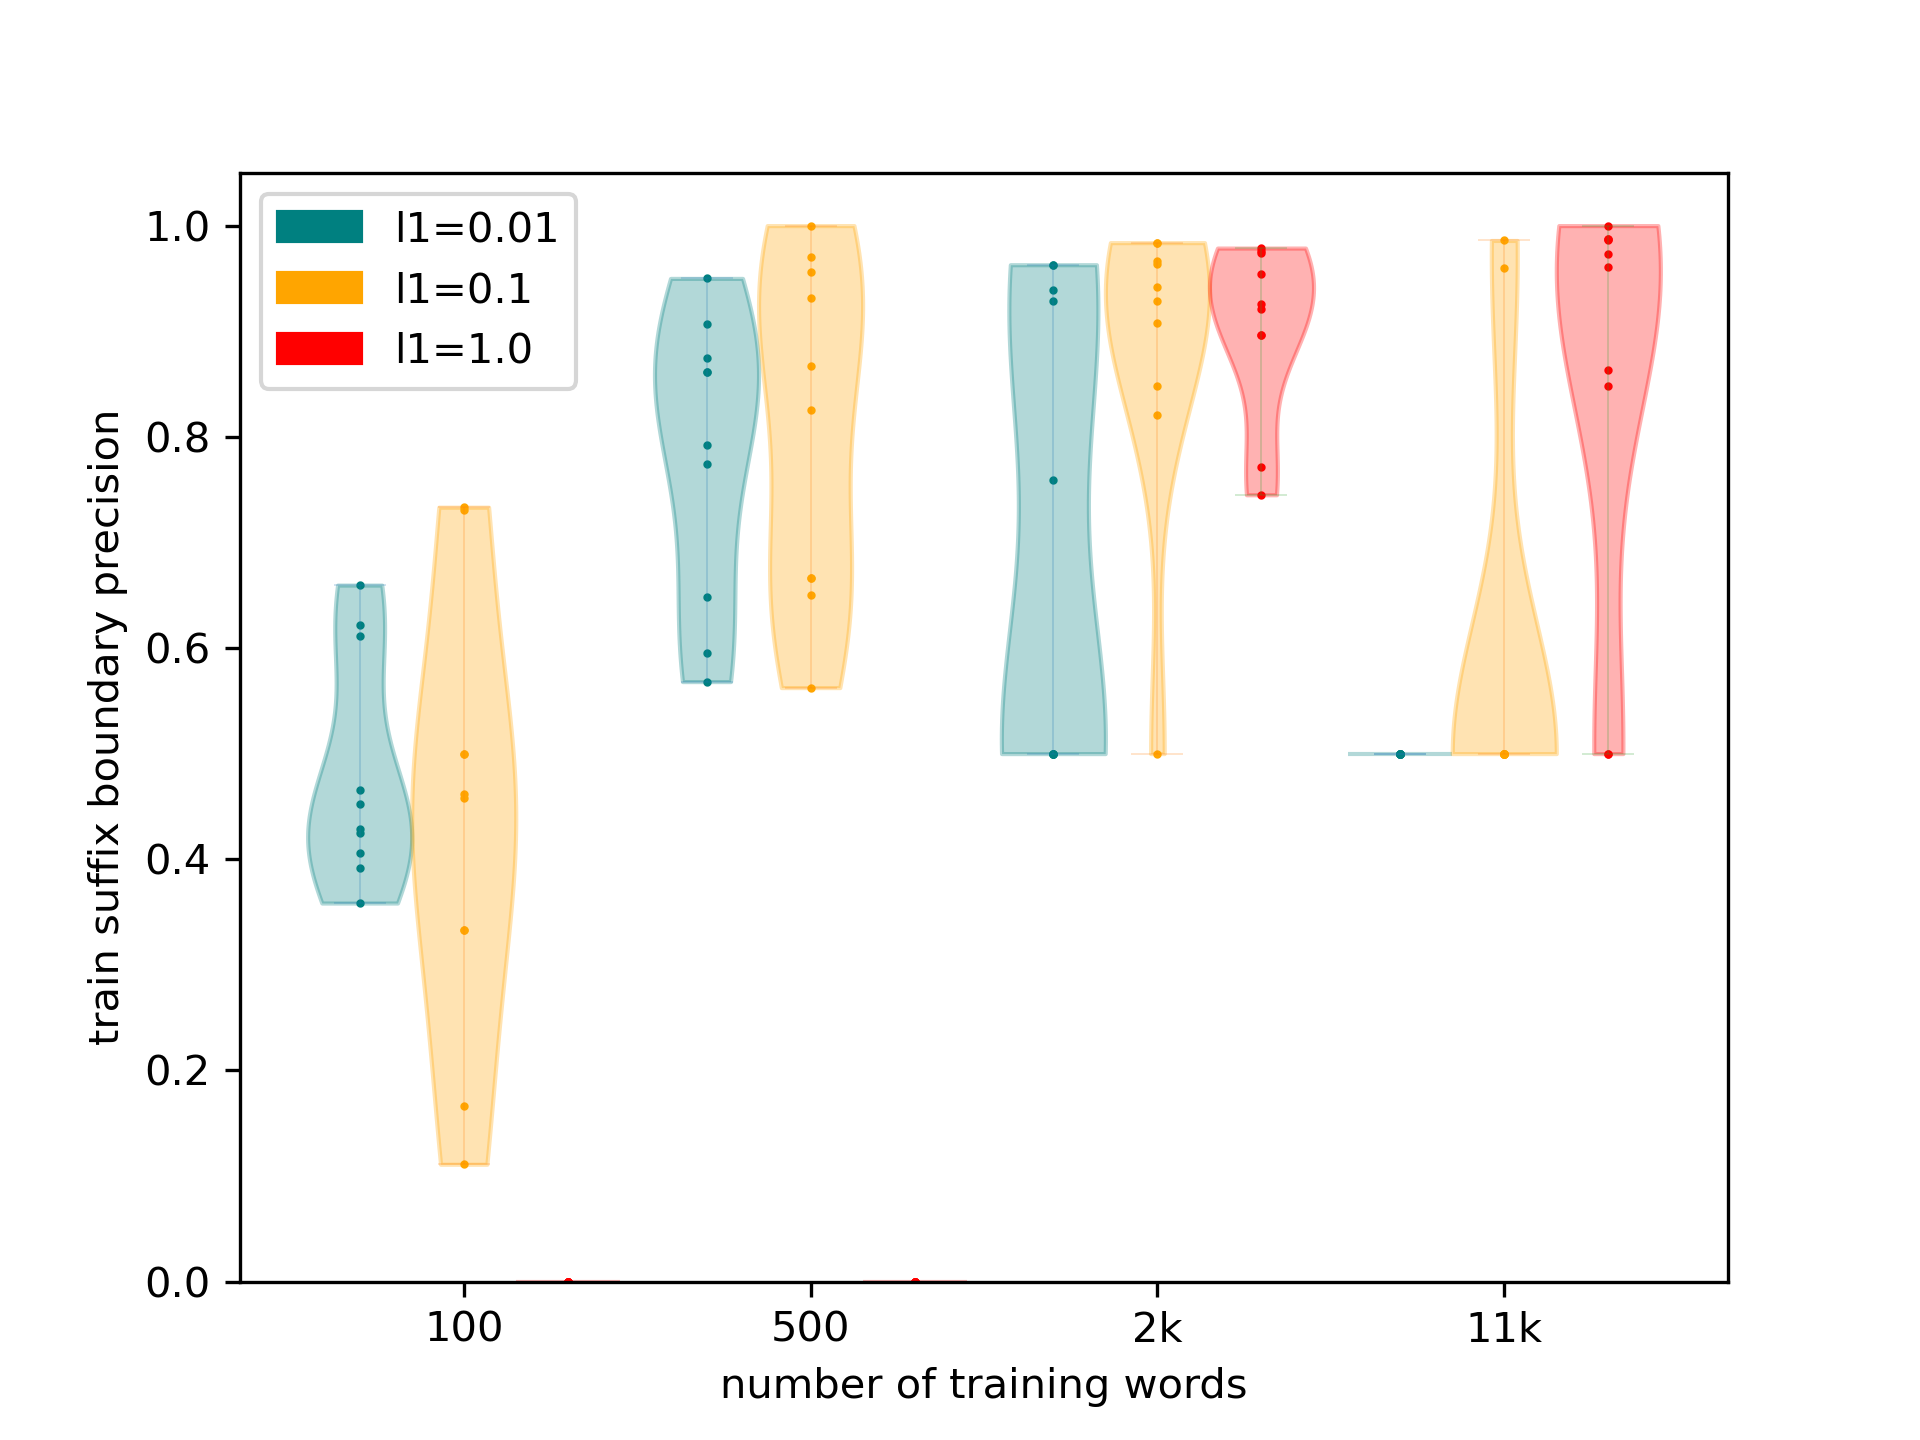 l1=0.01
l1=0.1
l1=1.0
1.0
0.8
0.6
0.4
0.2
0.0
train suffix boundary precision
100 500 2k 11k
number of training words